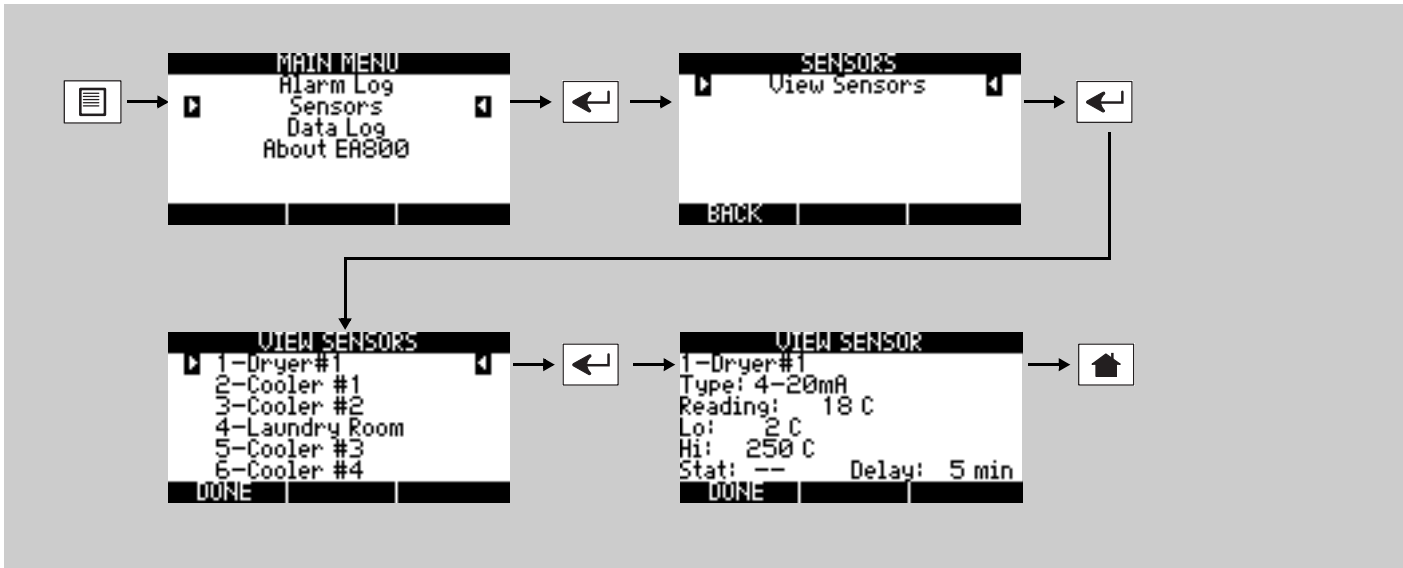 MAIN MENU
Alarm Log
Sensors
Data Log
About EA800
SENSORS
View Sensors
BACK
VIEW SENSORS
1-Dryer#1
2-Cooler #1
3-Cooler #2
4-Laundry Room
5-Cooler #3
6-Cooler #4
DONE
VIEW SENSOR
1-Dryer#1
Type: 4-20mA
Reading: 18 C
Lo: 2 C
Hi: 250 C
Stat: -- Delay: 5 min
DONE